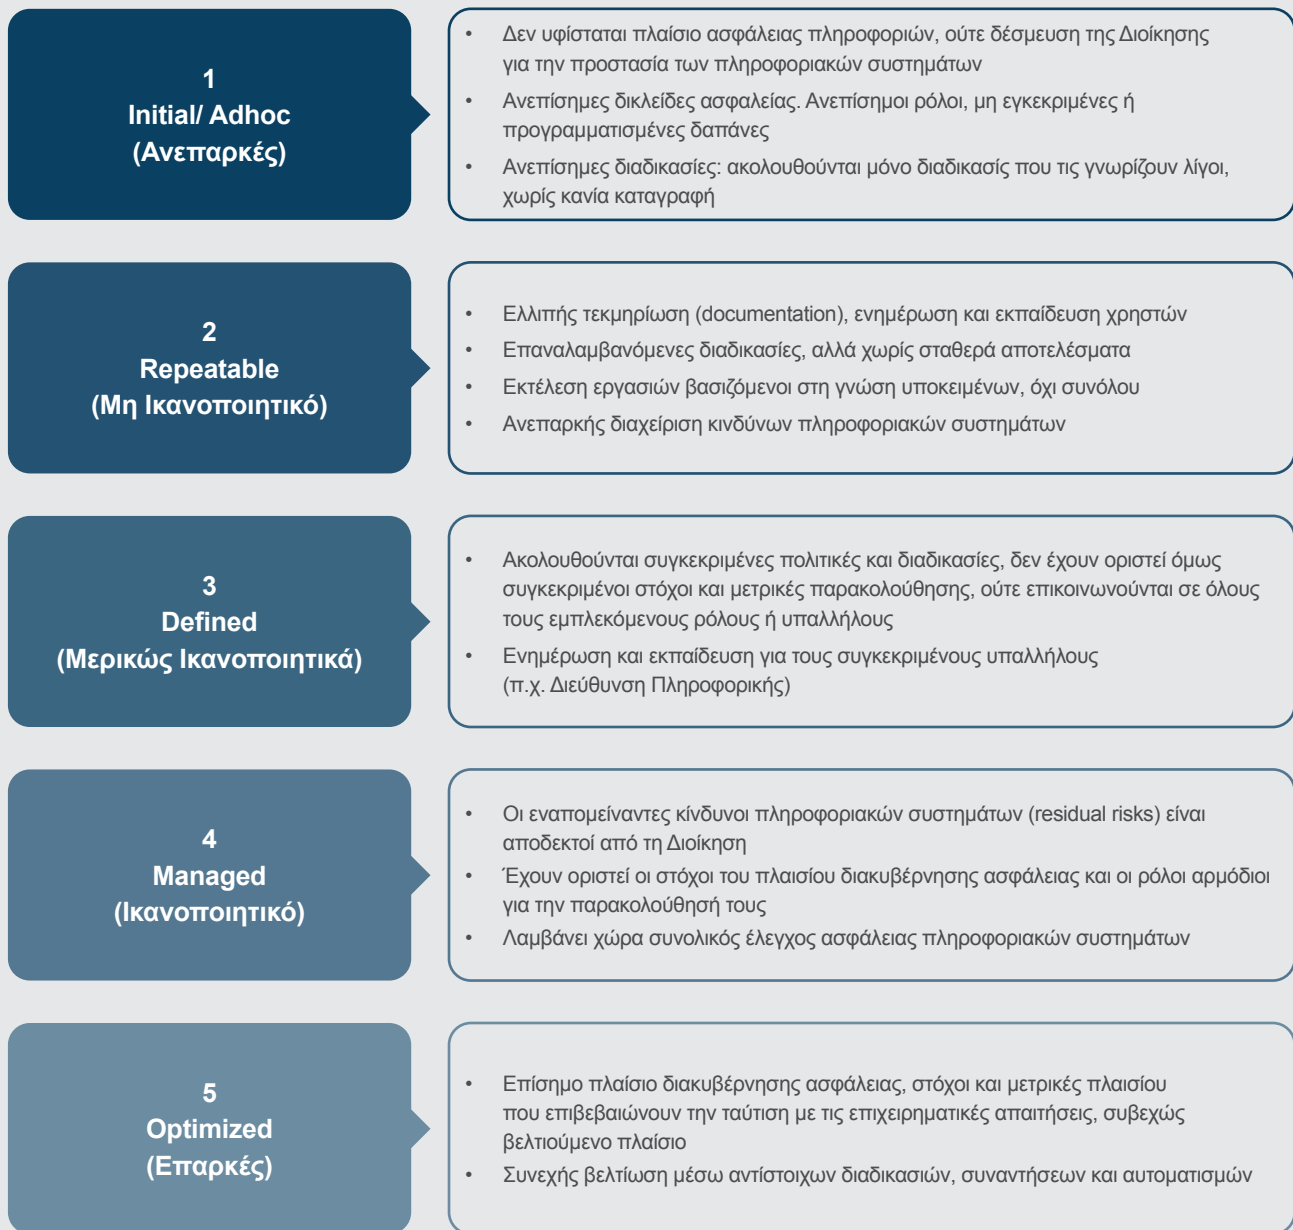 1
Initial/ Adhoc
(Ανεπαρκές)
• Δεν υφίσταται πλαίσιο ασφάλειας πληροφοριών, ούτε δέσμευση της Διοίκησης
για την προστασία των πληροφοριακών συστημάτων
• Ανεπίσημες δικλείδες ασφαλείας. Ανεπίσημοι ρόλοι, μη εγκεκριμένες ή
προγραμματισμένες δαπάνες
• Ανεπίσημες διαδικασίες: ακολουθούνται μόνο διαδικασίς που τις γνωρίζουν λίγοι,
χωρίς κανία καταγραφή
2
Repeatable
(Μη Ικανοποιητικό)
• Ελλιπής τεκμηρίωση (documentation), ενημέρωση και εκπαίδευση χρηστών
• Επαναλαμβανόμενες διαδικασίες, αλλά χωρίς σταθερά αποτελέσματα
• Εκτέλεση εργασιών βασιζόμενοι στη γνώση υποκειμένων, όχι συνόλου
• Ανεπαρκής διαχείριση κινδύνων πληροφοριακών συστημάτων
3
Defined
(Μερικώς Ικανοποιητικά)
• Ακολουθούνται συγκεκριμένες πολιτικές και διαδικασίες, δεν έχουν οριστεί όμως
συγκεκριμένοι στόχοι και μετρικές παρακολούθησης, ούτε επικοινωνούνται σε όλους
τους εμπλεκόμενους ρόλους ή υπαλλήλους
• Ενημέρωση και εκπαίδευση για τους συγκεκριμένους υπαλλήλους
(π.χ. Διεύθυνση Πληροφορικής)
4
Managed
(Ικανοποιητικό)
• Οι εναπομείναντες κίνδυνοι πληροφοριακών συστημάτων (residual risks) είναι
αποδεκτοί από τη Διοίκηση
• Έχουν οριστεί οι στόχοι του πλαισίου διακυβέρνησης ασφάλειας και οι ρόλοι αρμόδιοι
για την παρακολούθησή τους
• Λαμβάνει χώρα συνολικός έλεγχος ασφάλειας πληροφοριακών συστημάτων
5
Optimized
(Επαρκές)
• Επίσημο πλαίσιο διακυβέρνησης ασφάλειας, στόχοι και μετρικές πλαισίου
που επιβεβαιώνουν την ταύτιση με τις επιχειρηματικές απαιτήσεις, συβεχώς
βελτιούμενο πλαίσιο
• Συνεχής βελτίωση μέσω αντίστοιχων διαδικασιών, συναντήσεων και αυτοματισμών